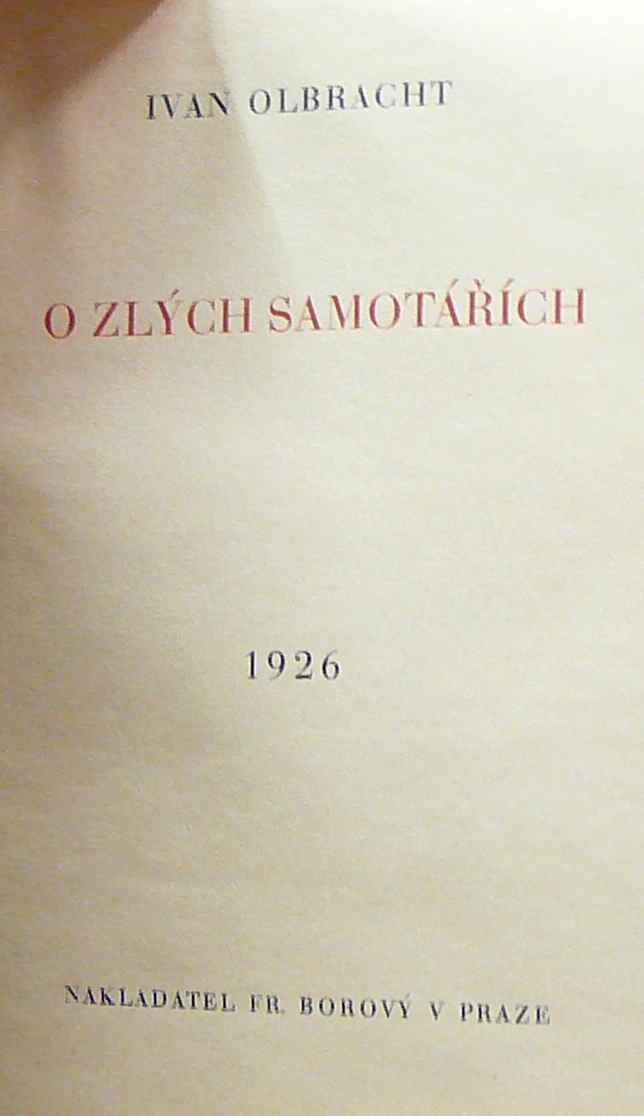 IVAN OLBRACHT
O ZLÝCH SAMOTÁŘÍCH
1926
NAKLADATEL FR. BOROVÝ V PRAZE